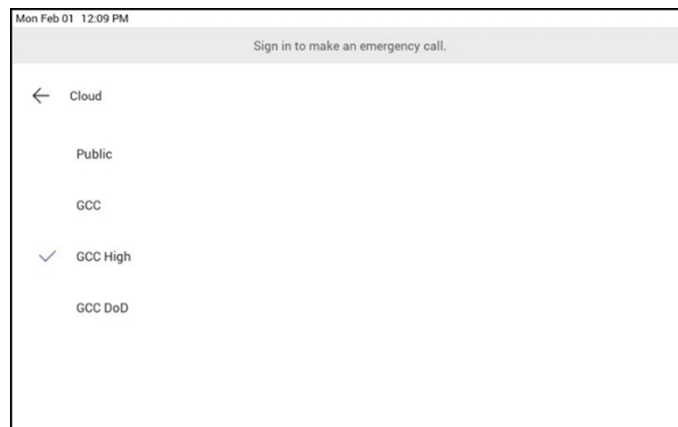 Mon Feb 01 12:09 PM
Sign in to make an emergency call.
Cloud
Public
GCC
GCC High
GCC DoD